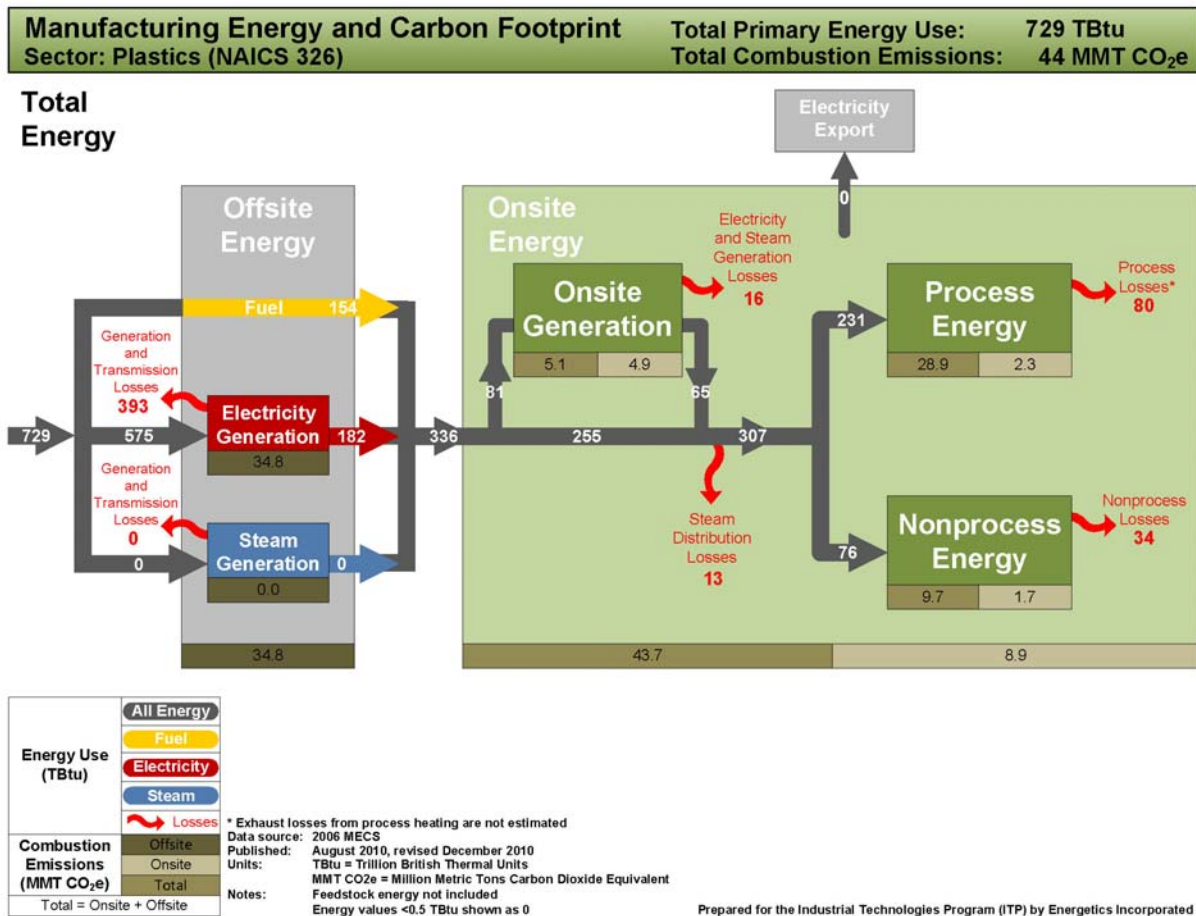 Manufacturing Energy and Carbon Footprint
Sector: Plastics (NAICS 326)
Total Primary Energy Use: 729 TBtu
Total Combustion Emissions: 44 MMT CO₂e
Total
Energy
Electricity
Export
0
Offsite
Energy
Onsite
Energy
Electricity
and Steam
Generation
Losses
16
Fuel 154
Generation
and
Transmission
Losses
393
Onsite
Generation
5.1 4.9
Process
Energy
28.9 2.3
Process
Losses*
80
231
81
65
729
575
Electricity
Generation
34.8
182
336
255
307
Generation
and
Transmission
Losses
0
Steam
Generation
0.0
0
0
Steam
Distribution
Losses
13
76
Nonprocess
Energy
9.7 1.7
Nonprocess
Losses
34
34.8
43.7 8.9
Energy Use
(TBtu)
All Energy
Fuel
Electricity
Steam
Losses
Combustion
Emissions
(MMT CO₂e)
Offsite
Onsite
Total
Total = Onsite + Offsite
* Exhaust losses from process heating are not estimated
Data source: 2006 MECS
Published: August 2010, revised December 2010
Units: TBtu = Trillion British Thermal Units
MMT CO2e = Million Metric Tons Carbon Dioxide Equivalent
Notes: Feedstock energy not included
Energy values <0.5 TBtu shown as 0
Prepared for the Industrial Technologies Program (ITP) by Energetics Incorporated